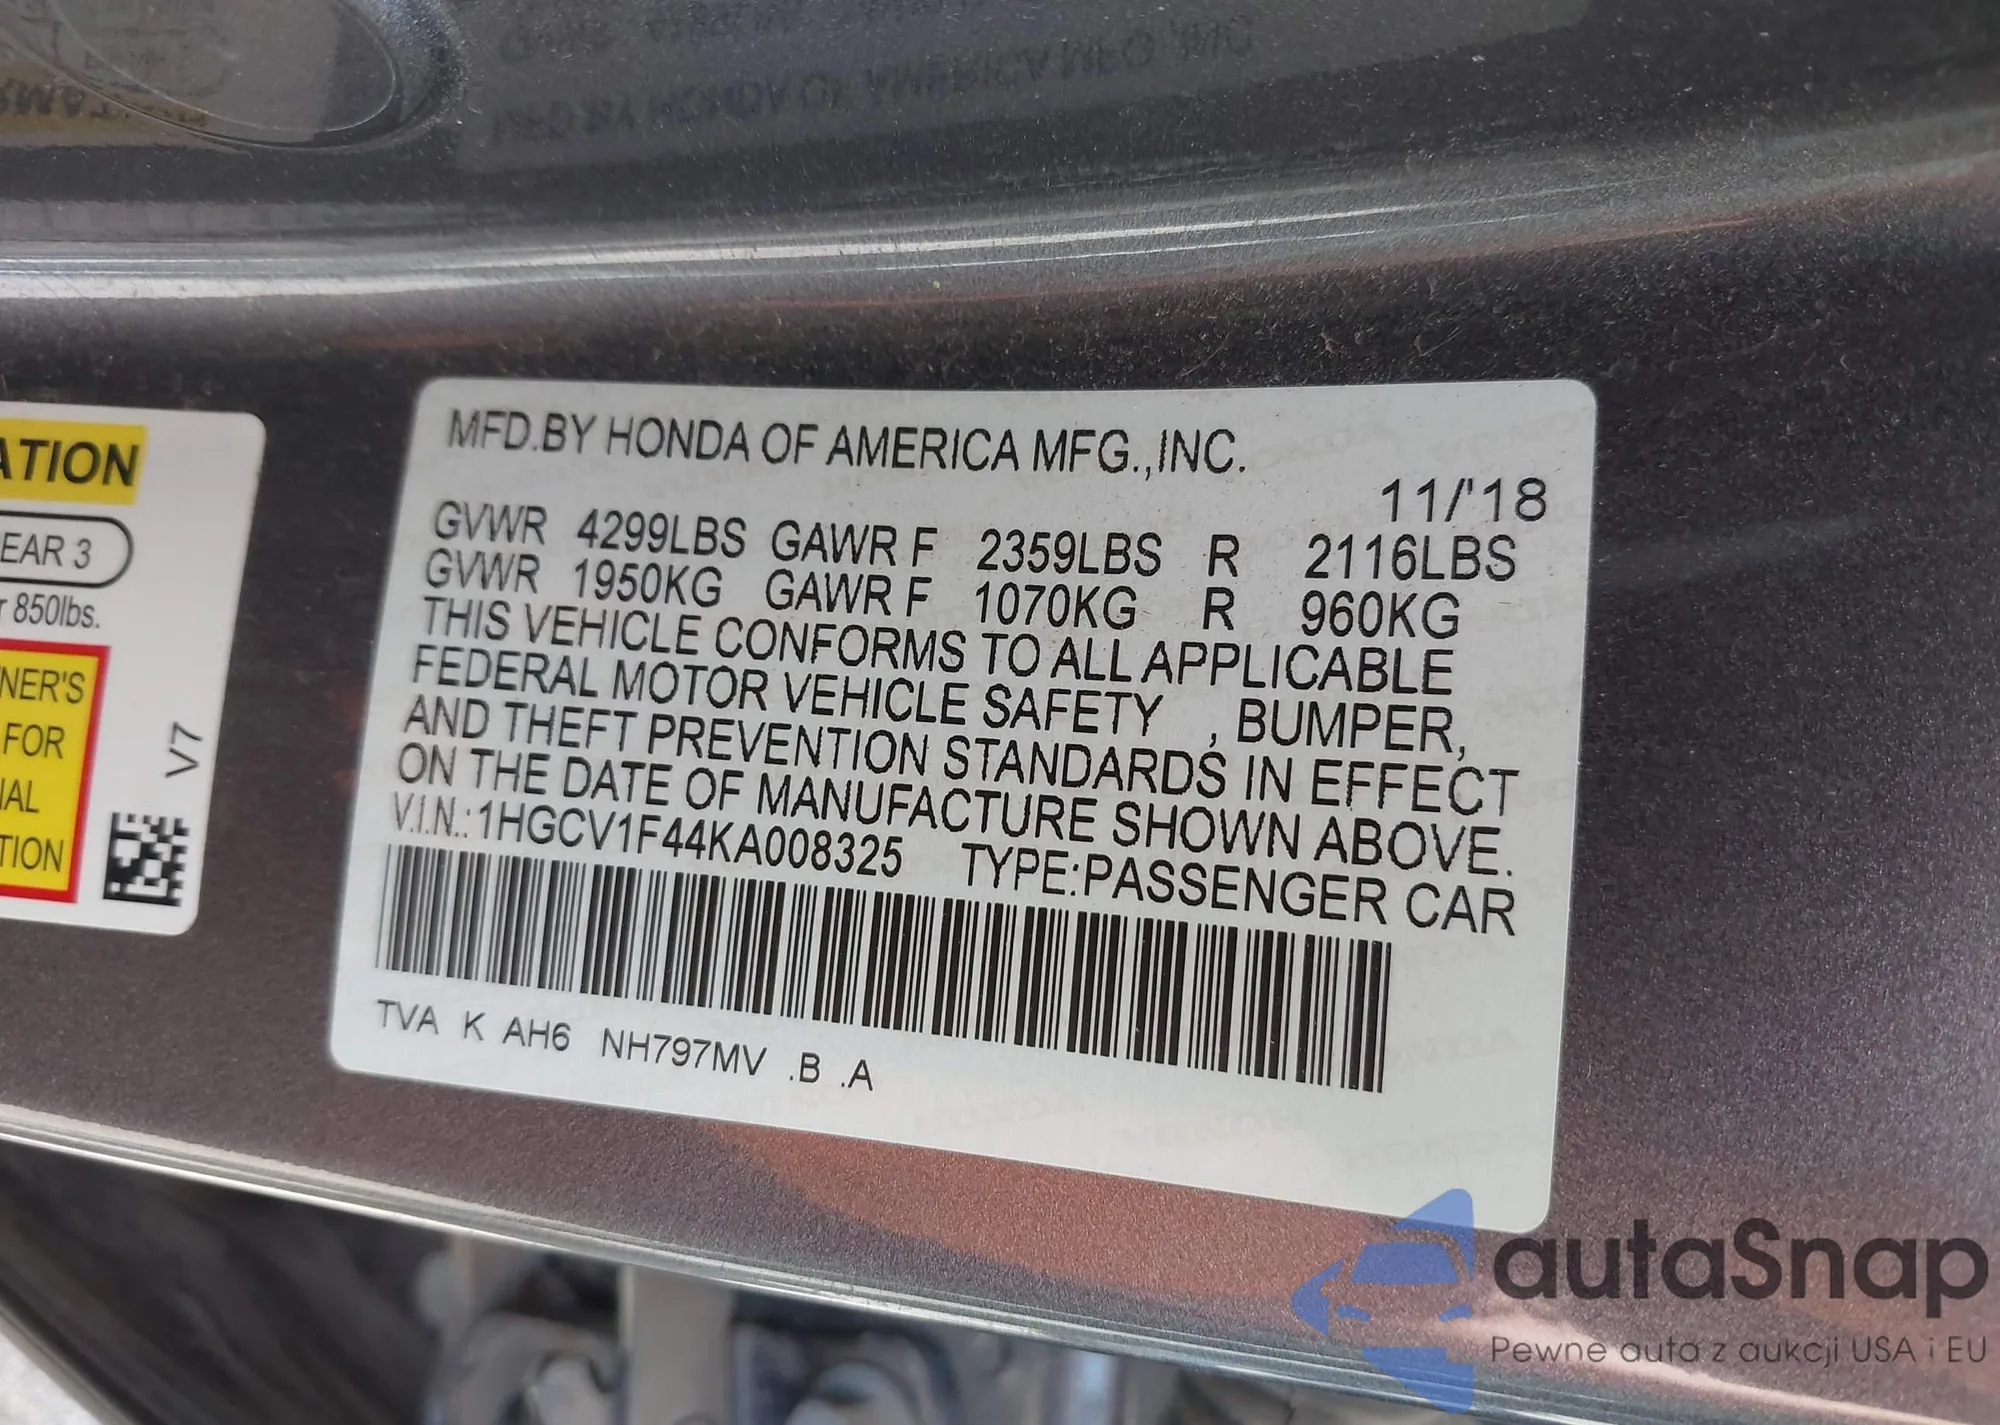 MFD.BY HONDA OF AMERICA MFG.,INC.
11/'18
GVWR 4299LBS GAWR F 2359LBS R 2116LBS
GVWR 1950KG GAWR F 1070KG R 960KG
THIS VEHICLE CONFORMS TO ALL APPLICABLE
FEDERAL MOTOR VEHICLE SAFETY , BUMPER,
AND THEFT PREVENTION STANDARDS IN EFFECT
ON THE DATE OF MANUFACTURE SHOWN ABOVE.
V.I.N.: 1HGCV1F44KA008325 TYPE:PASSENGER CAR
TVA K AH6 NH797MV .B .A
ATION
EAR 3
r 850lbs.
NER'S
FOR
IAL
TION
V7
autaSnap
Pewne auta z aukcji USA i EU